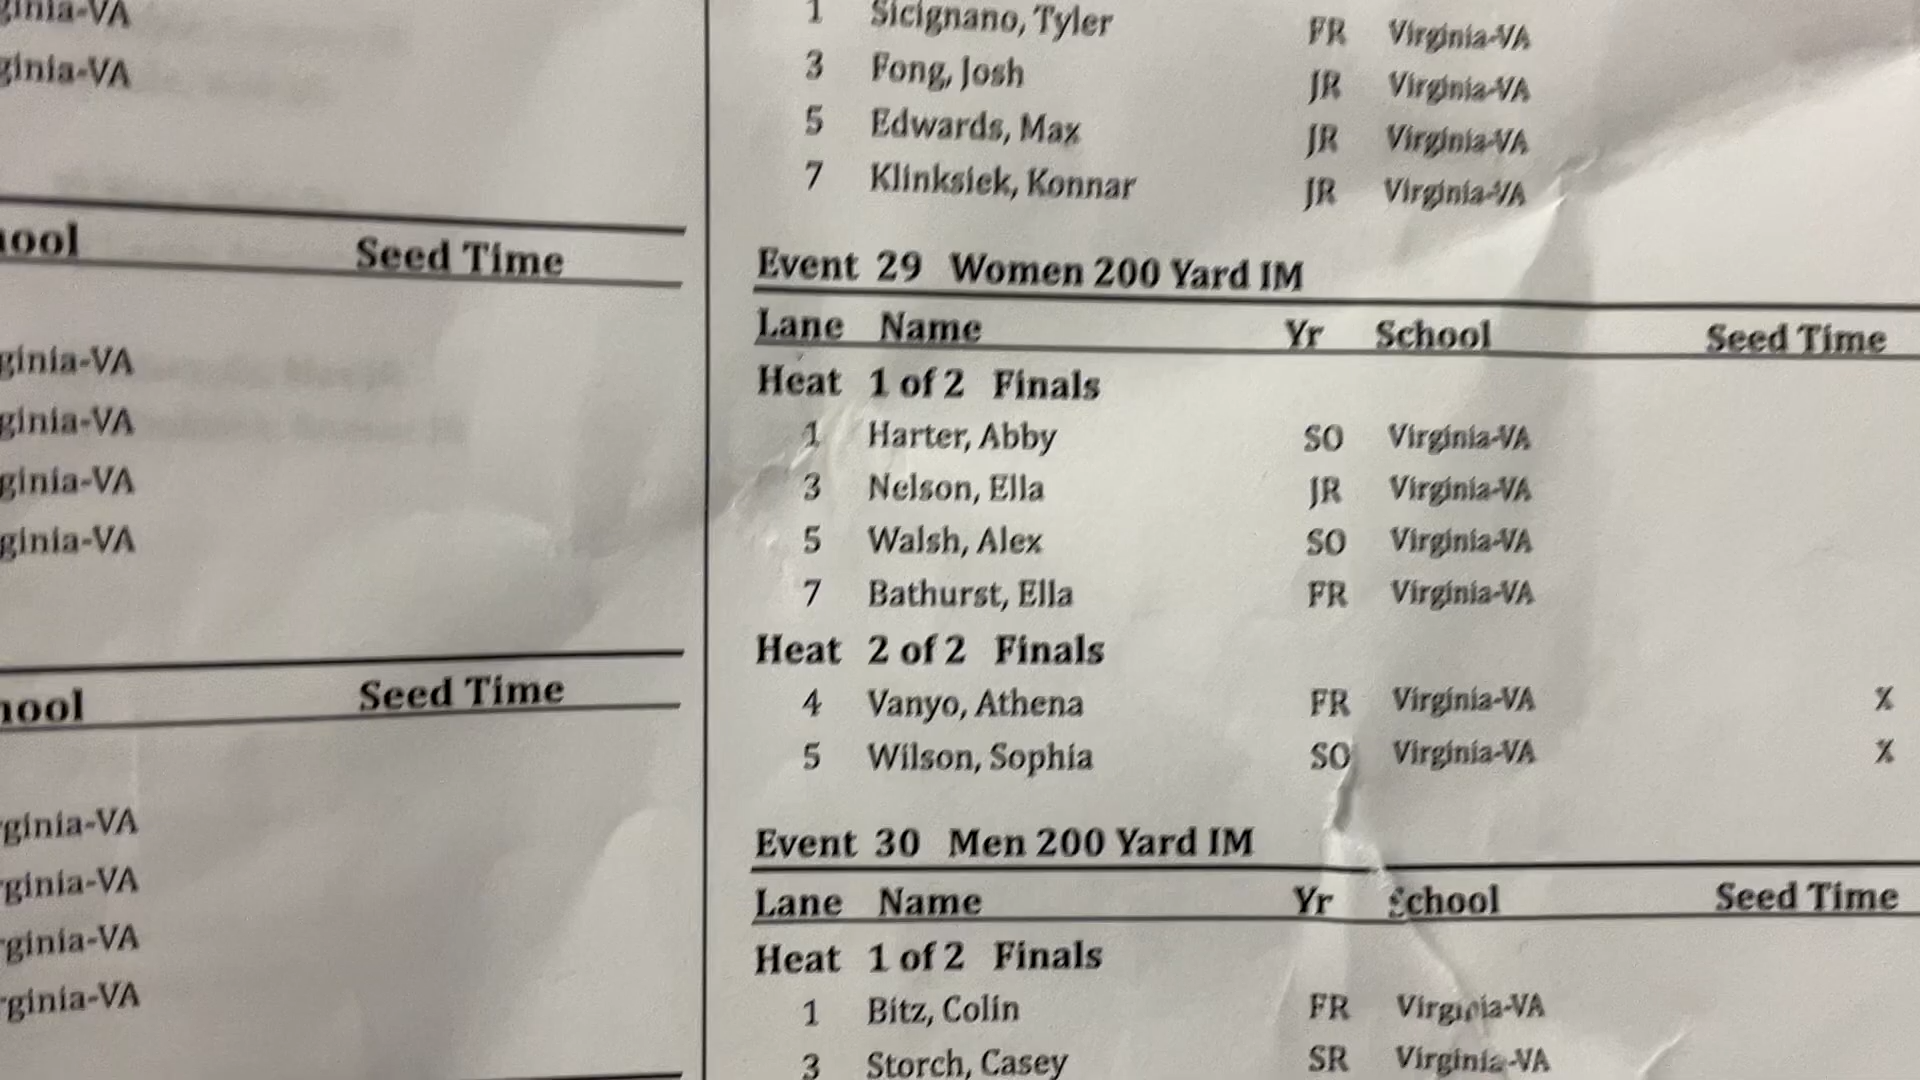 ginia-VA
ginia-VA
ool Seed Time
ginia-VA
ginia-VA
ginia-VA
ginia-VA
ool Seed Time
ginia-VA
ginia-VA
ginia-VA
ginia-VA
1 Sicignano, Tyler FR Virginia-VA
3 Fong, Josh JR Virginia-VA
5 Edwards, Max JR Virginia-VA
7 Klinksiek, Konnar JR Virginia-VA
Event 29 Women 200 Yard IM
Lane Name Yr School Seed Time
Heat 1 of 2 Finals
1 Harter, Abby SO Virginia-VA
3 Nelson, Ella JR Virginia-VA
5 Walsh, Alex SO Virginia-VA
7 Bathurst, Ella FR Virginia-VA
Heat 2 of 2 Finals
4 Vanyo, Athena FR Virginia-VA X
5 Wilson, Sophia SO Virginia-VA X
Event 30 Men 200 Yard IM
Lane Name Yr School Seed Time
Heat 1 of 2 Finals
1 Bitz, Colin FR Virginia-VA
3 Storch, Casey SR Virginia-VA